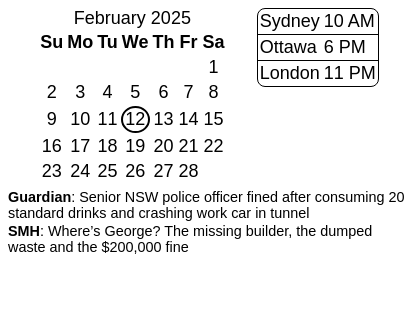 February 2025
Su Mo Tu We Th Fr Sa
1
2 3 4 5 6 7 8
9 10 11 12 13 14 15
16 17 18 19 20 21 22
23 24 25 26 27 28
Sydney 10 AM
Ottawa 6 PM
London 11 PM
Guardian: Senior NSW police officer fined after consuming 20
standard drinks and crashing work car in tunnel
SMH: Where’s George? The missing builder, the dumped
waste and the $200,000 fine